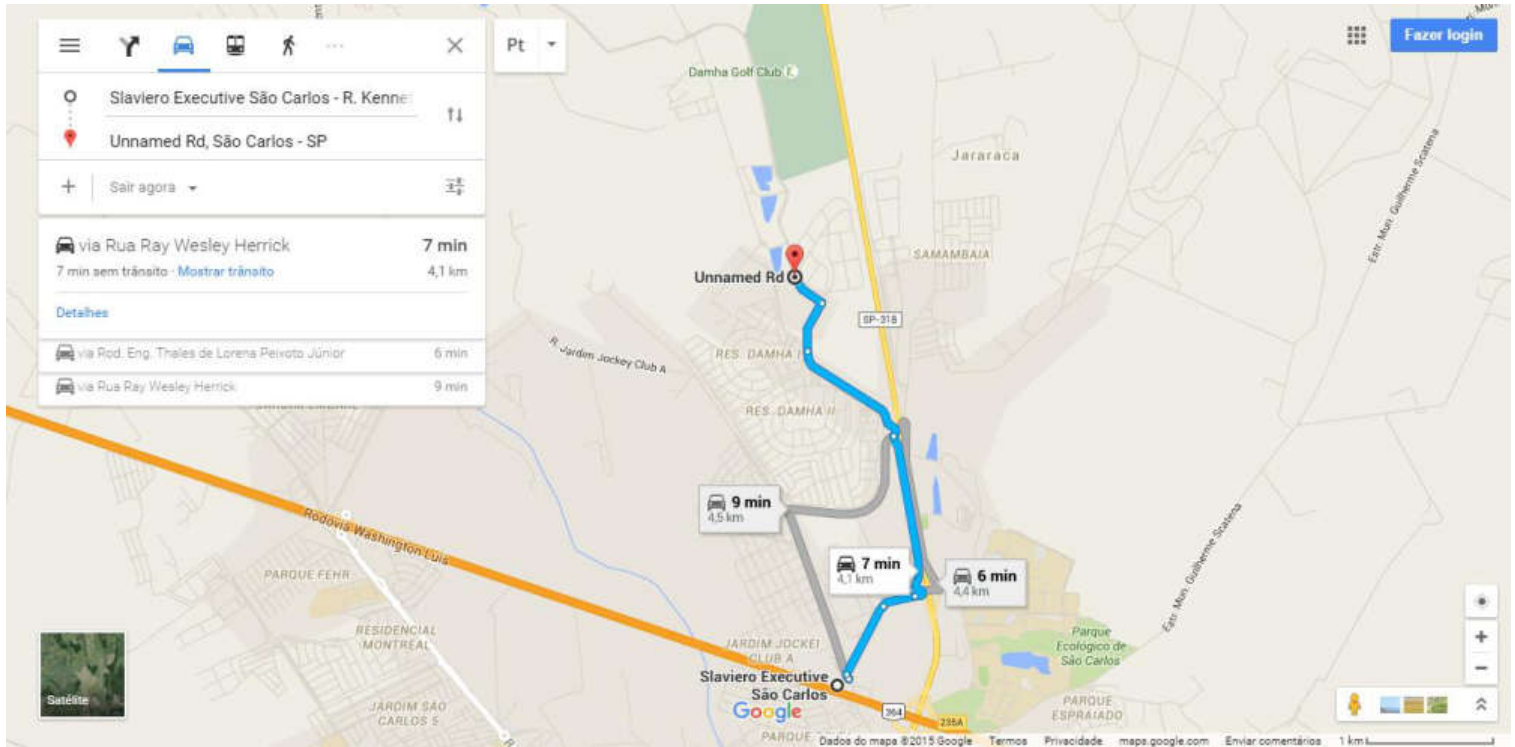 Pt
Fazer login
Slaviero Executive São Carlos - R. Kenne
Unnamed Rd, São Carlos - SP
Sair agora
via Rua Ray Wesley Herrick 7 min
7 min sem trânsito · Mostrar trânsito 4,1 km
Detalhes
via Rod. Eng. Thales de Lorena Peixoto Júnior 6 min
via Rua Ray Wesley Herrick 9 min
Damha Golf Club
Jararaca
Estr. Mun. Guilherme Scatena
SAMAMBAIA
Unnamed Rd
SP-318
R. Jardim Jockey Club A
RES. DAMHA I
RES. DAMHA II
9 min
4,5 km
Rodovia Washington Luis
7 min
4,1 km
6 min
4,4 km
PARQUE FEHR
Estr. Mun. Guilherme Scatena
RESIDENCIAL
MONTREAL
JARDIM JOCKEI
CLUB A
Parque
Ecológico de
São Carlos
Slaviero Executive
São Carlos
Satélite
JARDIM SÃO
CARLOS 5
Google
364
235A
PARQUE
ESPRAIADO
PARQUE
Dados do mapa ©2015 Google Termos Privacidade maps.google.com Enviar comentários 1 km